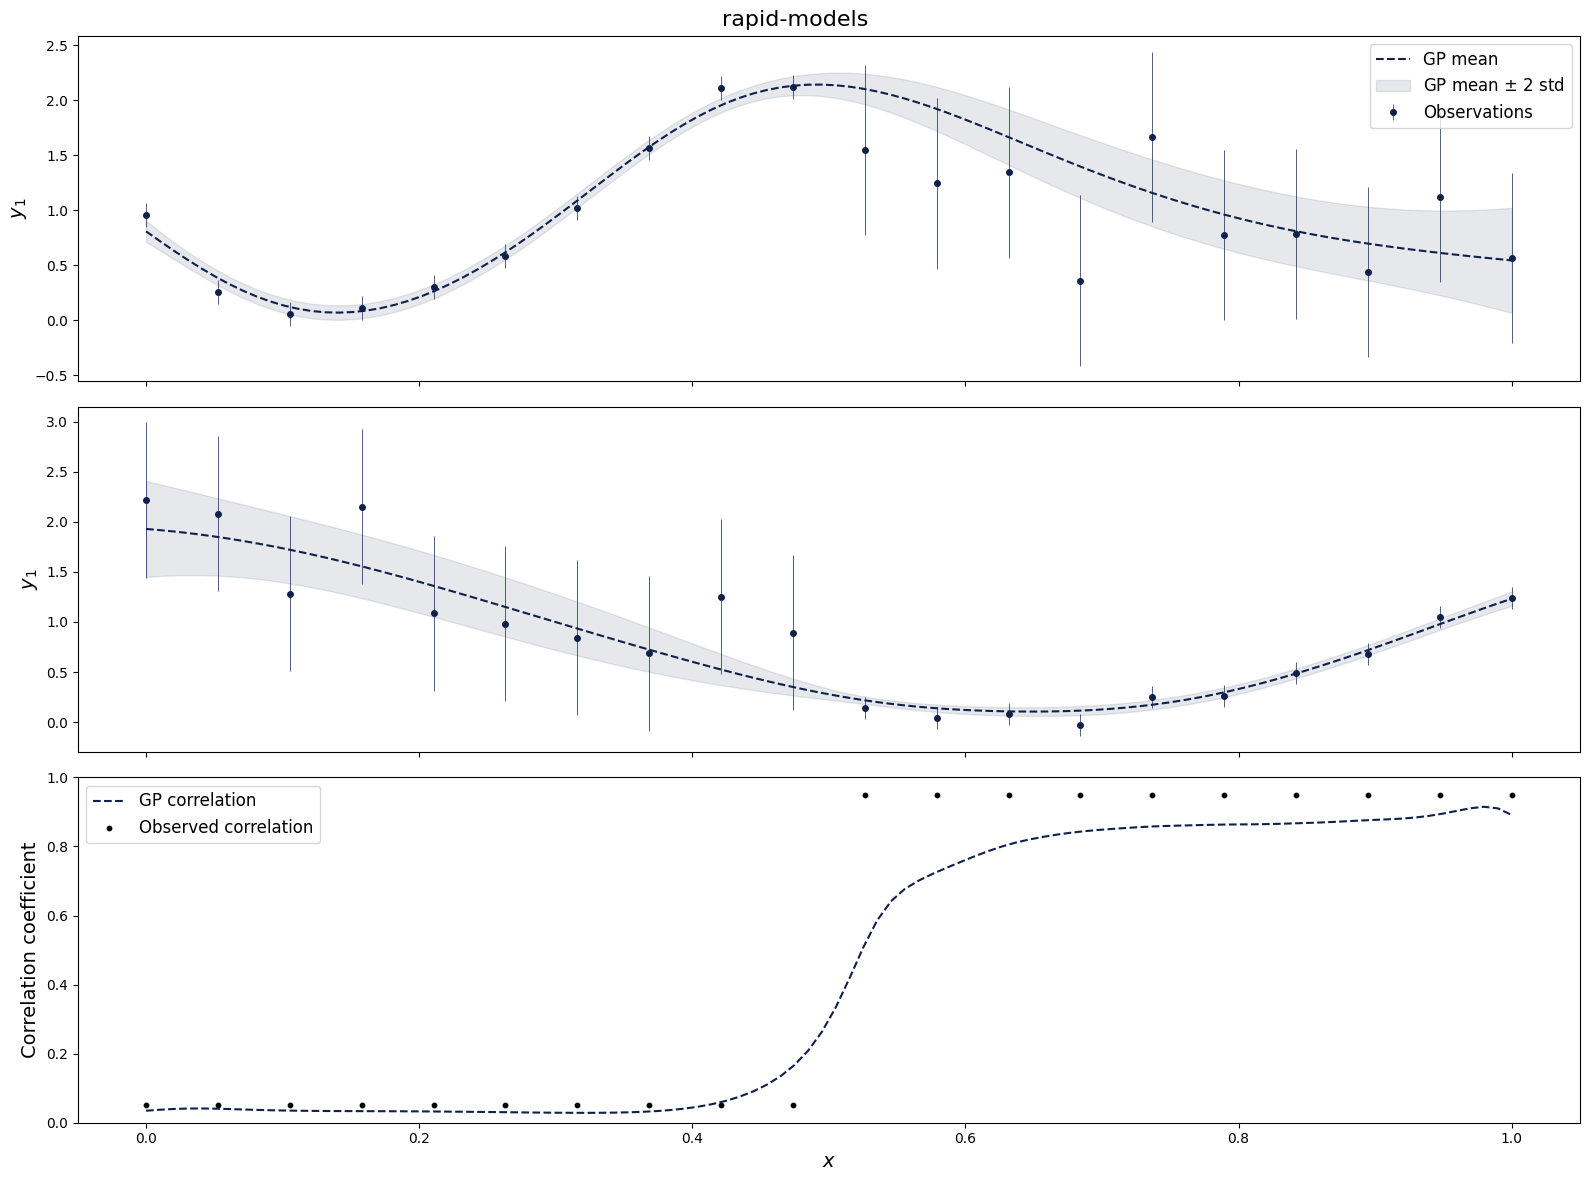 rapid-models
2.5
2.0
1.5
1.0
0.5
0.0
−0.5
y1
GP mean
GP mean ± 2 std
Observations
3.0
2.5
2.0
1.5
1.0
0.5
0.0
y1
1.0
0.8
0.6
0.4
0.2
0.0
Correlation coefficient
GP correlation
Observed correlation
0.0 0.2 0.4 0.6 0.8 1.0
x